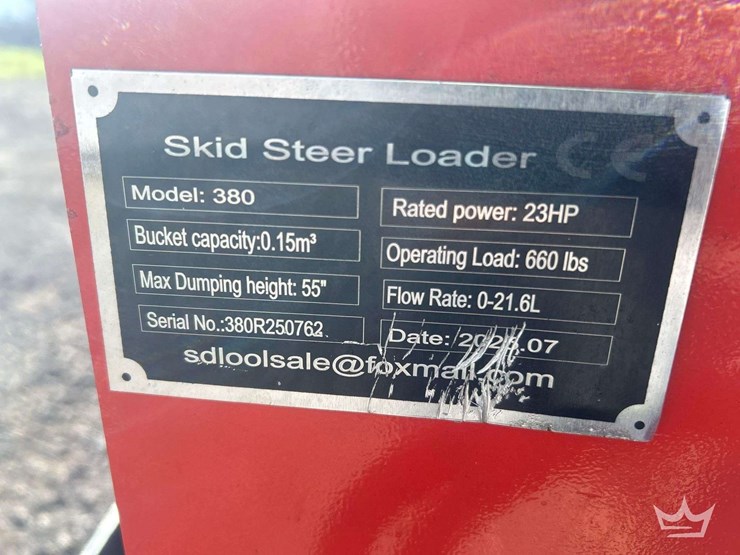 Skid Steer Loader CE
Model: 380
Rated power: 23HP
Bucket capacity:0.15m³
Operating Load: 660 lbs
Max Dumping height: 55"
Flow Rate: 0-21.6L
Serial No.:380R250762
Date:
sdloolsale@foxmail.com